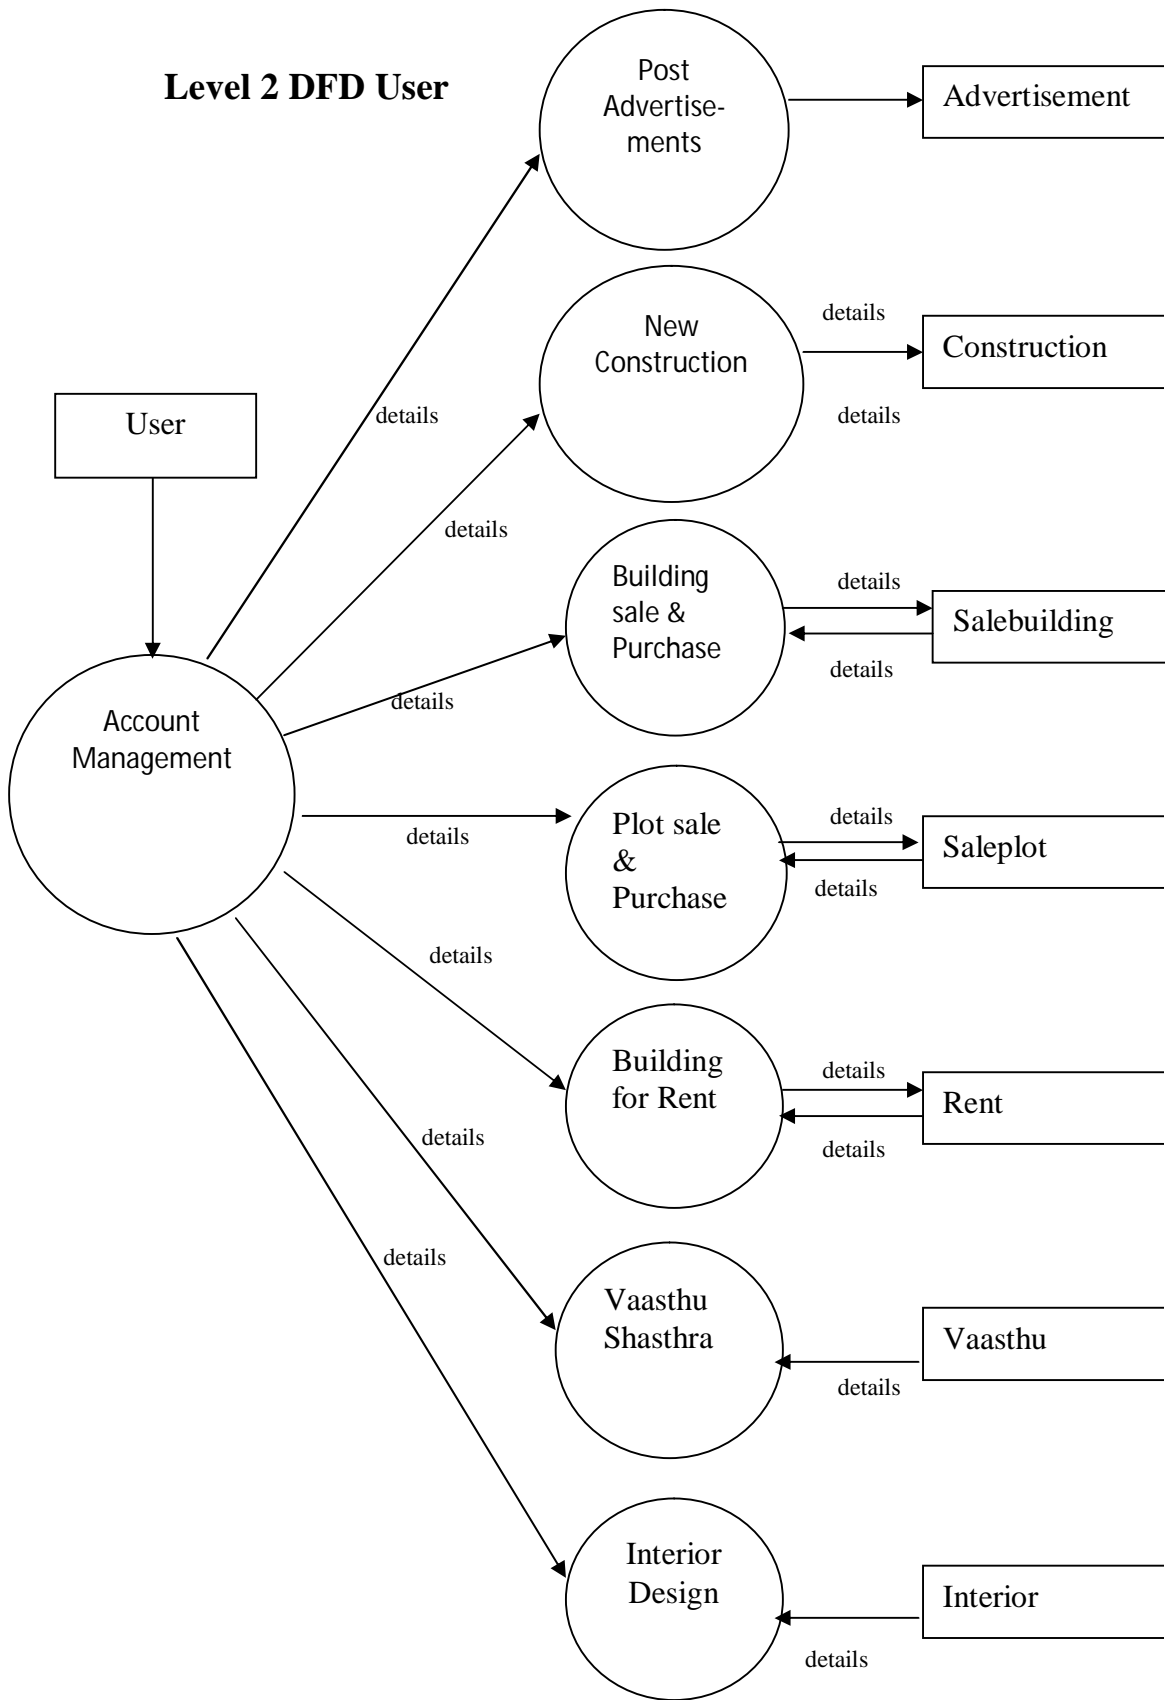 Level 2 DFD User
Post
Advertise-
ments
Advertisement
New
Construction
details
Construction
details
User
details
details
Building
sale &
Purchase
details
Salebuilding
details
details
Account
Management
Plot sale
&
Purchase
details
Saleplot
details
details
details
Building
for Rent
details
Rent
details
details
details
Vaasthu
Shasthra
Vaasthu
details
Interior
Design
Interior
details